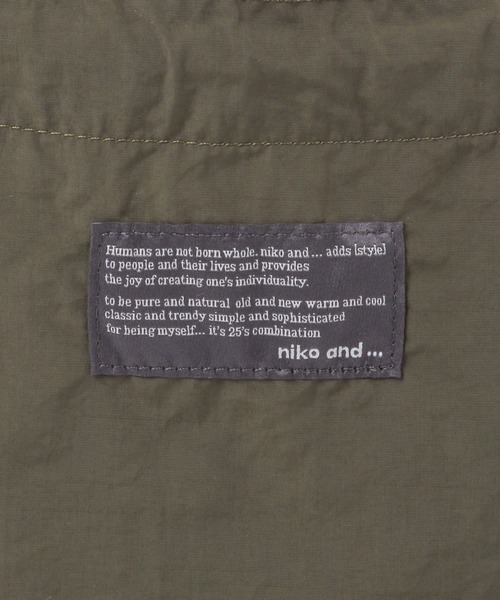 Humans are not born whole. niko and ... adds [style]
to people and their lives and provides
the joy of creating one's individuality.
to be pure and natural old and new warm and cool
classic and trendy simple and sophisticated
for being myself... it's 25's combination
niko and ...